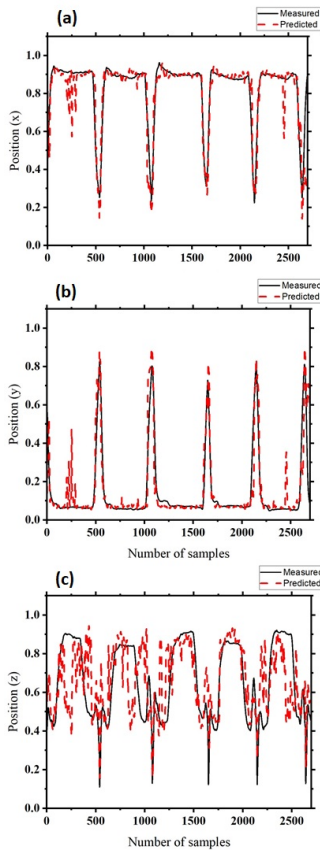 (a)
Measured
Predicted
1.0
0.8
0.6
0.4
0.2
0.0
Position (x)
0 500 1000 1500 2000 2500
(b)
Measured
Predicted
1.0
0.8
0.6
0.4
0.2
0.0
Position (y)
0 500 1000 1500 2000 2500
Number of samples
(c)
Measured
Predicted
1.0
0.8
0.6
0.4
0.2
0.0
Position (z)
0 500 1000 1500 2000 2500
Number of samples